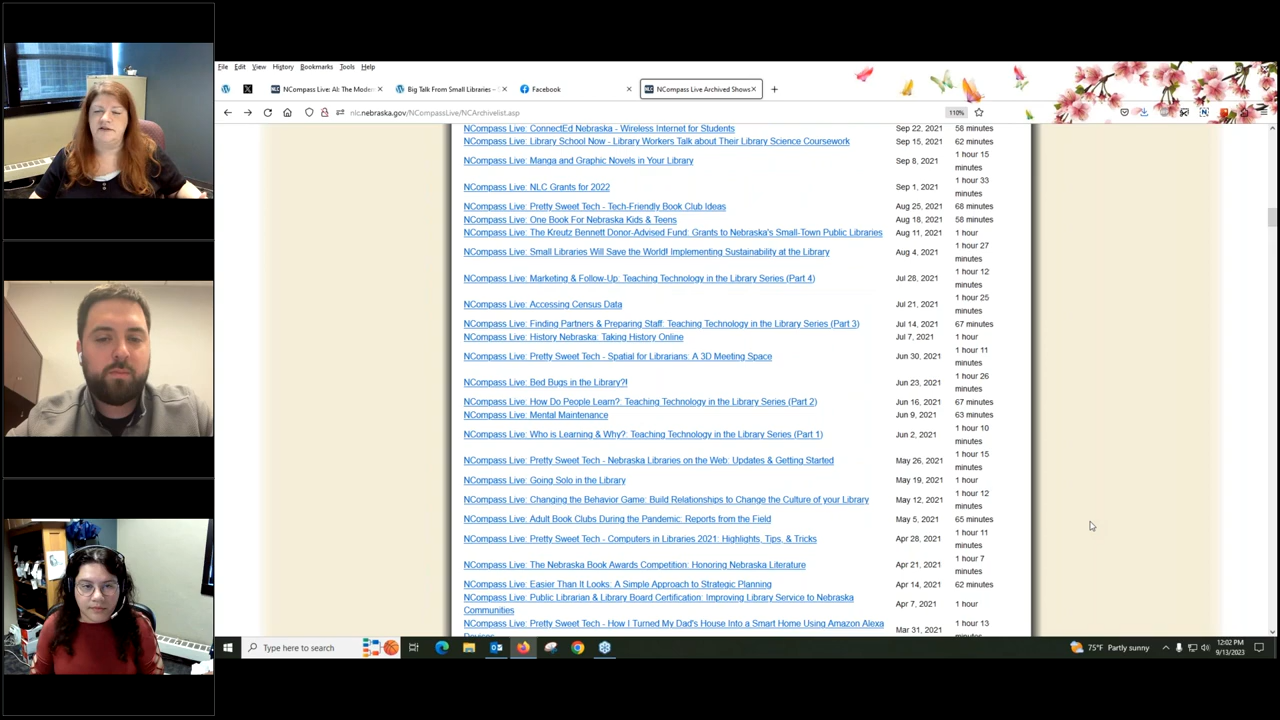 File Edit View History Bookmarks Tools Help
NCompass Live: AI: The Moder
Big Talk From Small Libraries –
Facebook
NCompass Live Archived Shows
nlc.nebraska.gov/NCompassLive/NCArchivelist.asp
110%
NCompass Live: ConnectEd Nebraska - Wireless Internet for Students Sep 22, 2021 58 minutes
NCompass Live: Library School Now - Library Workers Talk about Their Library Science Coursework Sep 15, 2021 62 minutes
NCompass Live: Manga and Graphic Novels in Your Library Sep 8, 2021 1 hour 15
minutes
NCompass Live: NLC Grants for 2022 Sep 1, 2021 1 hour 33
minutes
NCompass Live: Pretty Sweet Tech - Tech-Friendly Book Club Ideas Aug 25, 2021 68 minutes
NCompass Live: One Book For Nebraska Kids & Teens Aug 18, 2021 58 minutes
NCompass Live: The Kreutz Bennett Donor-Advised Fund: Grants to Nebraska's Small-Town Public Libraries Aug 11, 2021 1 hour
NCompass Live: Small Libraries Will Save the World! Implementing Sustainability at the Library Aug 4, 2021 1 hour 27
minutes
NCompass Live: Marketing & Follow-Up: Teaching Technology in the Library Series (Part 4) Jul 28, 2021 1 hour 12
minutes
NCompass Live: Accessing Census Data Jul 21, 2021 1 hour 25
minutes
NCompass Live: Finding Partners & Preparing Staff: Teaching Technology in the Library Series (Part 3) Jul 14, 2021 67 minutes
NCompass Live: History Nebraska: Taking History Online Jul 7, 2021 1 hour
NCompass Live: Pretty Sweet Tech - Spatial for Librarians: A 3D Meeting Space Jun 30, 2021 1 hour 11
minutes
NCompass Live: Bed Bugs in the Library?! Jun 23, 2021 1 hour 26
minutes
NCompass Live: How Do People Learn?: Teaching Technology in the Library Series (Part 2) Jun 16, 2021 67 minutes
NCompass Live: Mental Maintenance Jun 9, 2021 63 minutes
NCompass Live: Who is Learning & Why?: Teaching Technology in the Library Series (Part 1) Jun 2, 2021 1 hour 10
minutes
NCompass Live: Pretty Sweet Tech - Nebraska Libraries on the Web: Updates & Getting Started May 26, 2021 1 hour 15
minutes
NCompass Live: Going Solo in the Library May 19, 2021 1 hour
NCompass Live: Changing the Behavior Game: Build Relationships to Change the Culture of your Library May 12, 2021 1 hour 12
minutes
NCompass Live: Adult Book Clubs During the Pandemic: Reports from the Field May 5, 2021 65 minutes
NCompass Live: Pretty Sweet Tech - Computers in Libraries 2021: Highlights, Tips, & Tricks Apr 28, 2021 1 hour 11
minutes
NCompass Live: The Nebraska Book Awards Competition: Honoring Nebraska Literature Apr 21, 2021 1 hour 7
minutes
NCompass Live: Easier Than It Looks: A Simple Approach to Strategic Planning Apr 14, 2021 62 minutes
NCompass Live: Public Librarian & Library Board Certification: Improving Library Service to Nebraska
Communities Apr 7, 2021 1 hour
NCompass Live: Pretty Sweet Tech - How I Turned My Dad's House Into a Smart Home Using Amazon Alexa
Mar 31, 2021 1 hour 13
Type here to search
75°F Partly sunny
12:02 PM
9/13/2023